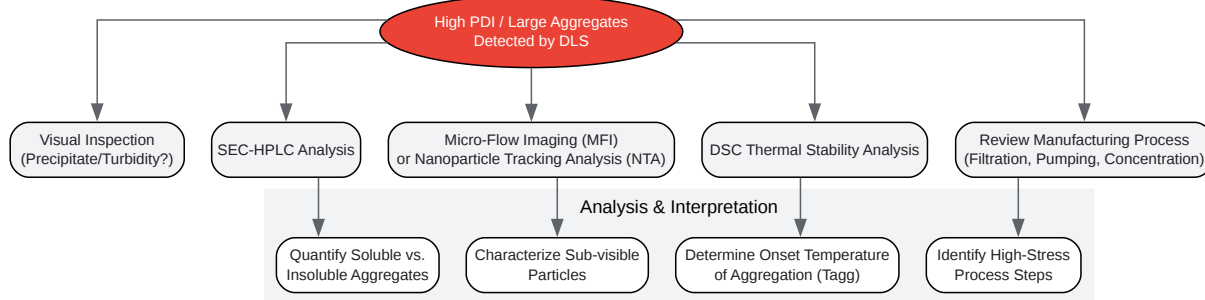 High PDI / Large Aggregates
Detected by DLS
Visual Inspection
(Precipitate/Turbidity?)
SEC-HPLC Analysis
Micro-Flow Imaging (MFI)
or Nanoparticle Tracking Analysis (NTA)
DSC Thermal Stability Analysis
Review Manufacturing Process
(Filtration, Pumping, Concentration)
Analysis & Interpretation
Quantify Soluble vs.
Insoluble Aggregates
Characterize Sub-visible
Particles
Determine Onset Temperature
of Aggregation (Tagg)
Identify High-Stress
Process Steps